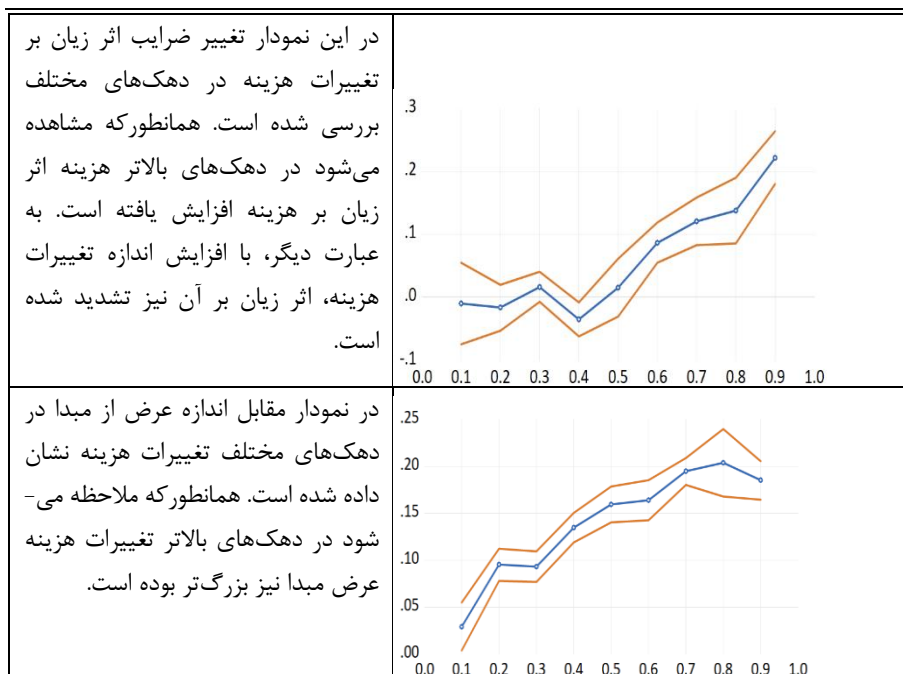 در این نمودار تغییر ضرایب اثر زیان بر
تغییرات هزینه در دهک‌های مختلف
بررسی شده است. همانطورکه مشاهده
می‌شود در دهک‌های بالاتر هزینه اثر
زیان بر هزینه افزایش یافته است. به
عبارت دیگر، با افزایش اندازه تغییرات
هزینه، اثر زیان بر آن نیز تشدید شده
است.
.3
.2
.1
.0
-.1
0.0 0.1 0.2 0.3 0.4 0.5 0.6 0.7 0.8 0.9 1.0
در نمودار مقابل اندازه عرض از مبدا در
دهک‌های مختلف تغییرات هزینه نشان
داده شده است. همانطورکه ملاحظه می-
شود در دهک‌های بالاتر تغییرات هزینه
عرض مبدا نیز بزرگ‌تر بوده است.
.25
.20
.15
.10
.05
.00
0.0 0.1 0.2 0.3 0.4 0.5 0.6 0.7 0.8 0.9 1.0